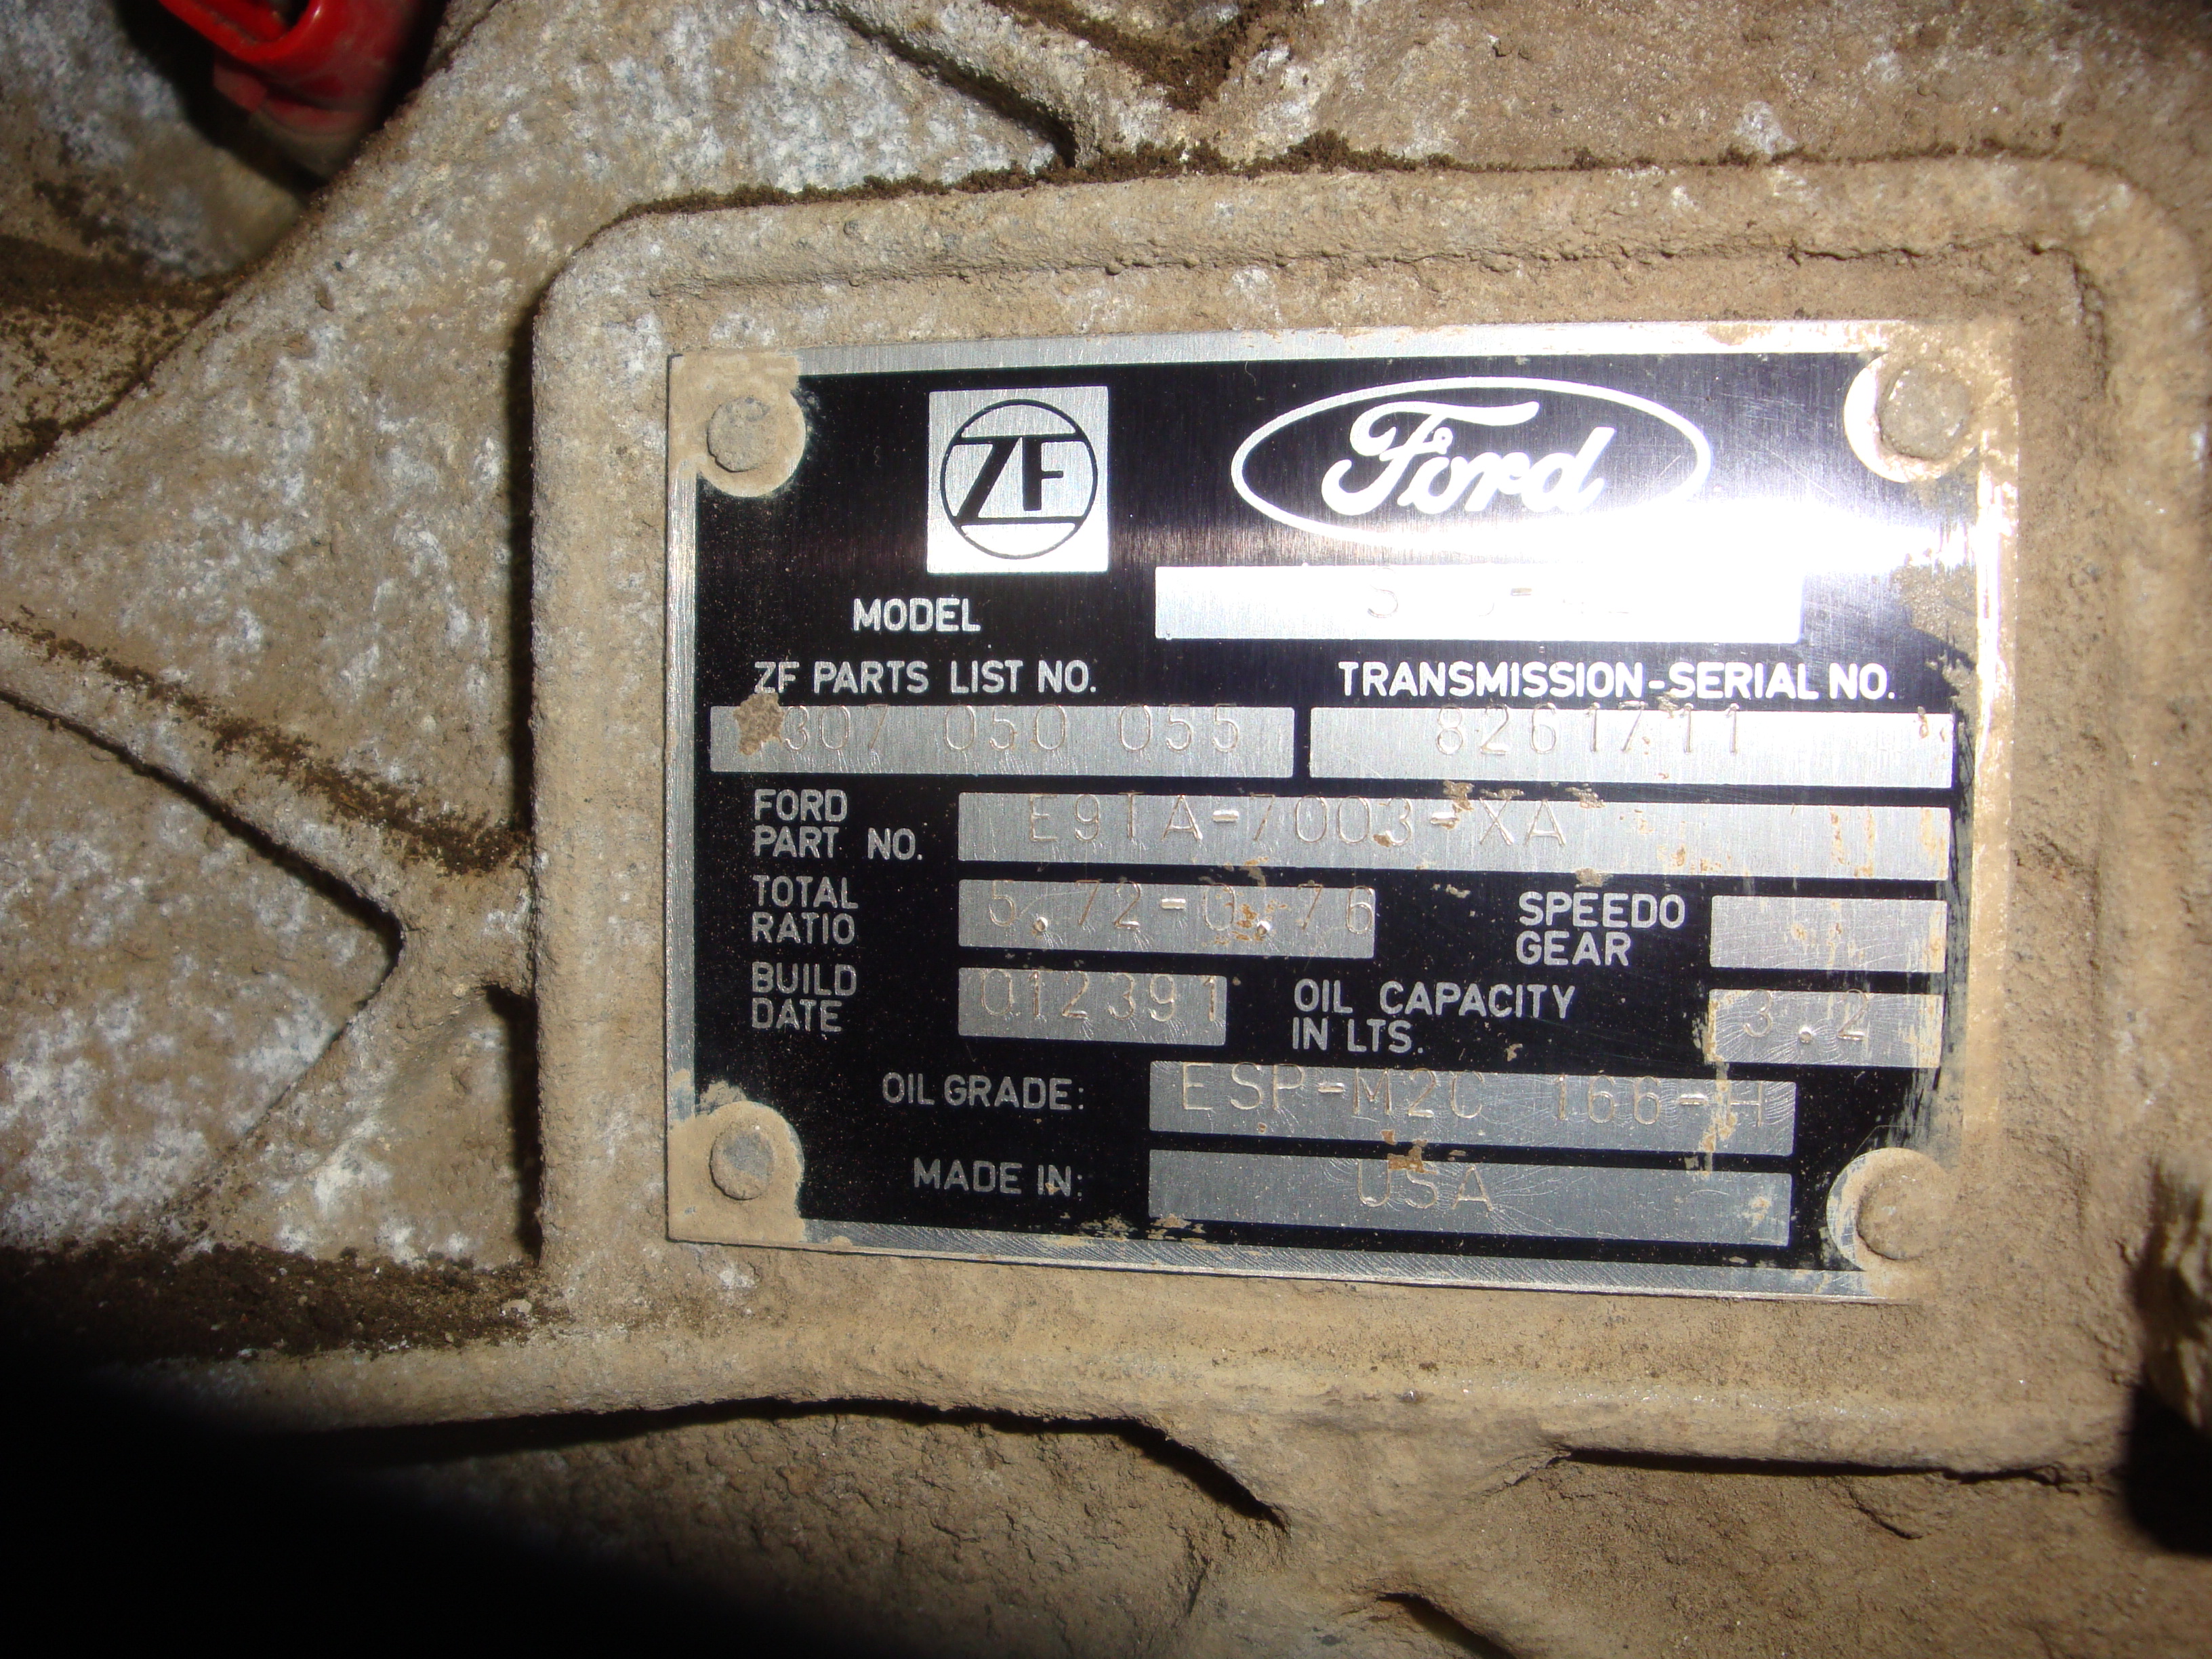 ZF Ford
MODEL
ZF PARTS LIST NO. TRANSMISSION-SERIAL NO.
307 050 055 8261711
FORD
PART NO. E9TA-7003-XA
TOTAL
RATIO 5.72-0.76 SPEEDO
GEAR
BUILD
DATE 012391 OIL CAPACITY
IN LTS. 3.2
OIL GRADE: ESP-M2C 166-H
MADE IN: USA